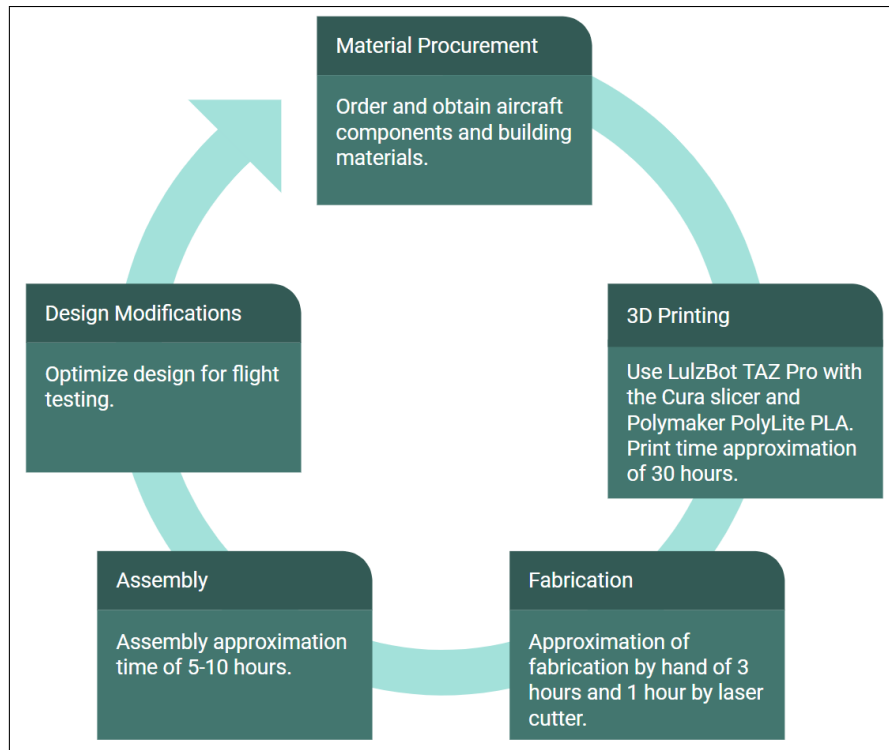 Material Procurement
Order and obtain aircraft
components and building
materials.
3D Printing
Use LulzBot TAZ Pro with
the Cura slicer and
Polymaker PolyLite PLA.
Print time approximation
of 30 hours.
Fabrication
Approximation of
fabrication by hand of 3
hours and 1 hour by laser
cutter.
Assembly
Assembly approximation
time of 5-10 hours.
Design Modifications
Optimize design for flight
testing.